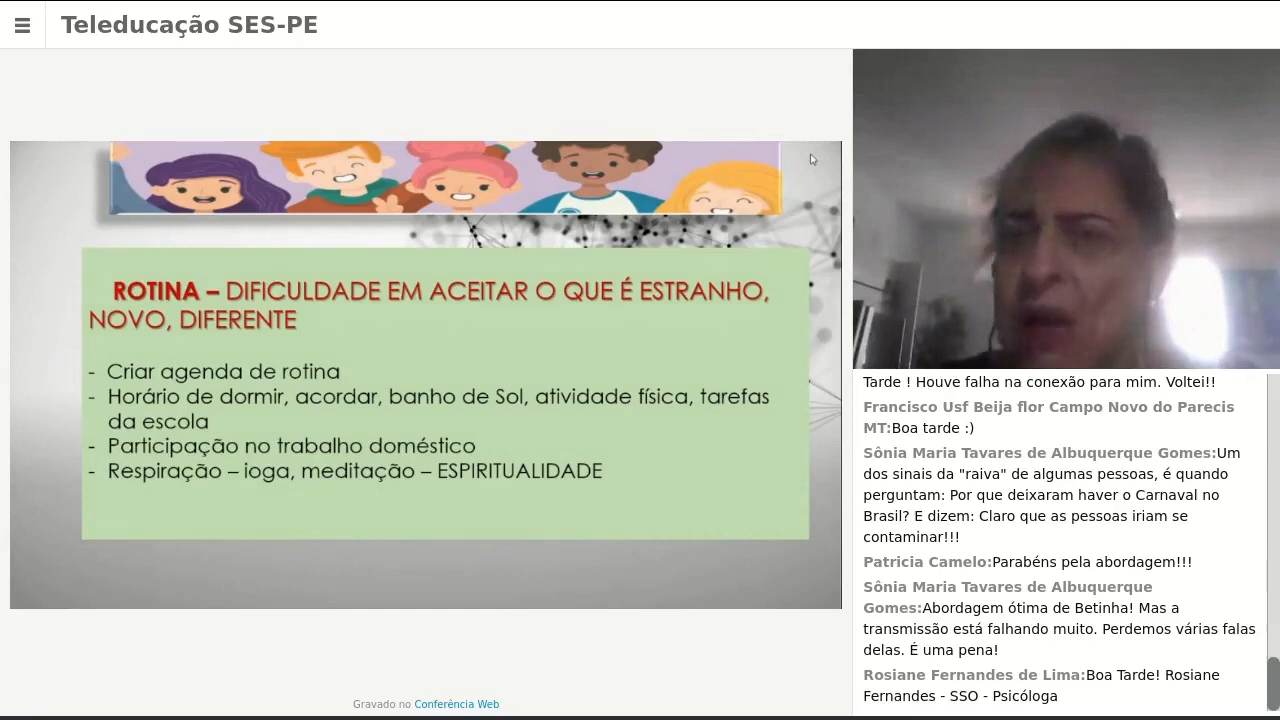 Teleducação SES-PE
ROTINA – DIFICULDADE EM ACEITAR O QUE É ESTRANHO,
NOVO, DIFERENTE
- Criar agenda de rotina
- Horário de dormir, acordar, banho de Sol, atividade física, tarefas
da escola
- Participação no trabalho doméstico
- Respiração – ioga, meditação – ESPIRITUALIDADE
Gravado no Conferência Web
Tarde ! Houve falha na conexão para mim. Voltei!!
Francisco Usf Beija flor Campo Novo do Parecis
MT:Boa tarde :)
Sônia Maria Tavares de Albuquerque Gomes:Um
dos sinais da "raiva" de algumas pessoas, é quando
perguntam: Por que deixaram haver o Carnaval no
Brasil? E dizem: Claro que as pessoas iriam se
contaminar!!!
Patricia Camelo:Parabéns pela abordagem!!!
Sônia Maria Tavares de Albuquerque
Gomes:Abordagem ótima de Betinha! Mas a
transmissão está falhando muito. Perdemos várias falas
delas. É uma pena!
Rosiane Fernandes de Lima:Boa Tarde! Rosiane
Fernandes - SSO - Psicóloga